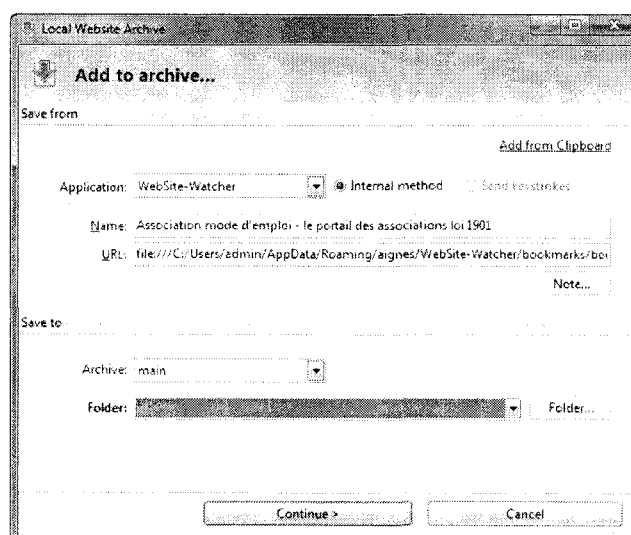 Local Website Archive
Add to archive...
Save from
Add from Clipboard
Application: WebSite-Watcher Internal method Send keystrokes
Name: Association mode d'emploi - le portail des associations loi 1901
URL: file:///C:/Users/admin/AppData/Roaming/aignes/WebSite-Watcher/bookmarks/boo
Note...
Save to
Archive: main
Folder: Folder...
Continue >
Cancel